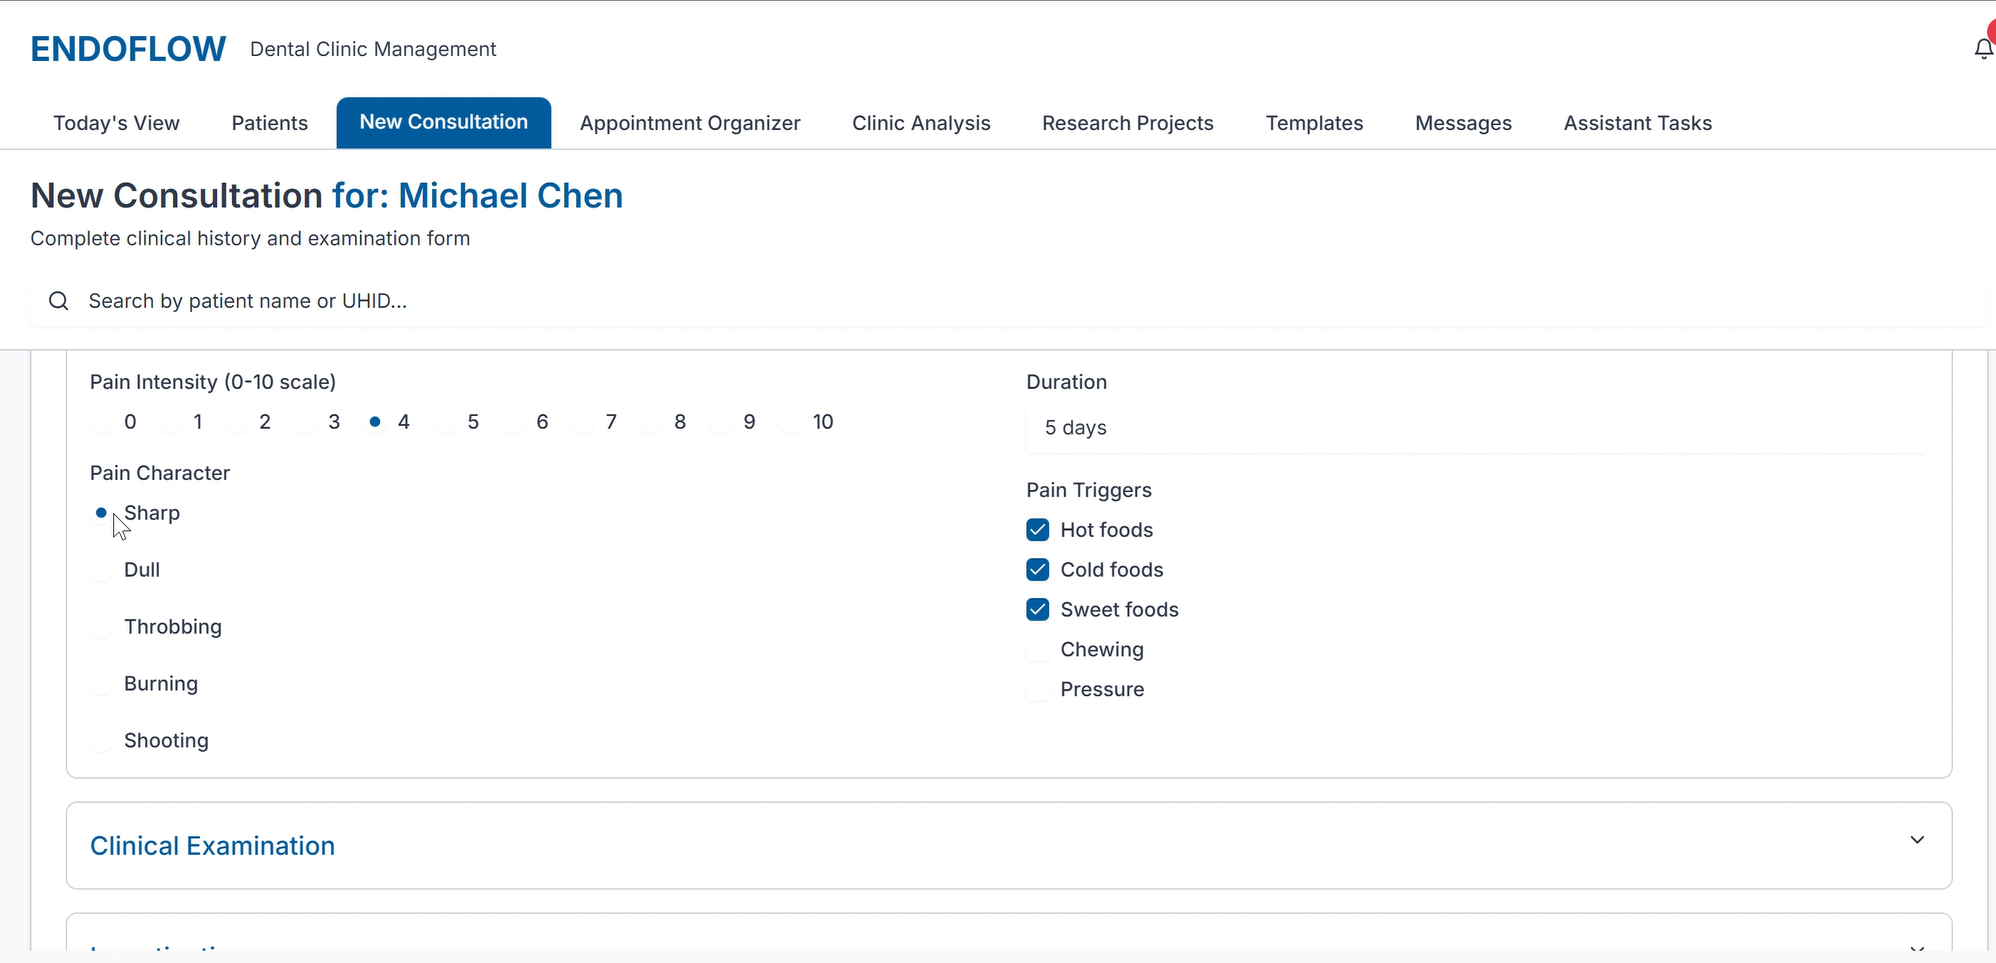 ENDOFLOW Dental Clinic Management
Today's View Patients New Consultation Appointment Organizer Clinic Analysis Research Projects Templates Messages Assistant Tasks
New Consultation for: Michael Chen
Complete clinical history and examination form
Search by patient name or UHID...
Pain Intensity (0-10 scale)
0 1 2 3 4 5 6 7 8 9 10
Pain Character
Sharp
Dull
Throbbing
Burning
Shooting
Duration
5 days
Pain Triggers
Hot foods
Cold foods
Sweet foods
Chewing
Pressure
Clinical Examination